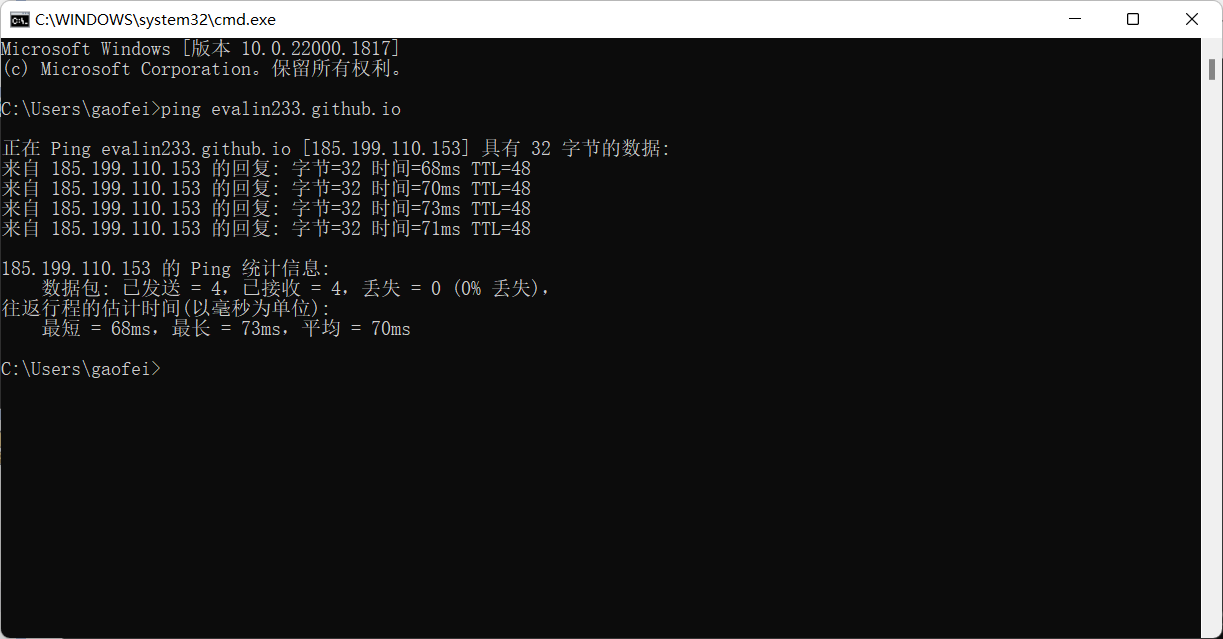 C:\WINDOWS\system32\cmd.exe
Microsoft Windows [版本 10.0.22000.1817]
(c) Microsoft Corporation。保留所有权利。
C:\Users\gaofei>ping evalin233.github.io
正在 Ping evalin233.github.io [185.199.110.153] 具有 32 字节的数据:
来自 185.199.110.153 的回复: 字节=32 时间=68ms TTL=48
来自 185.199.110.153 的回复: 字节=32 时间=70ms TTL=48
来自 185.199.110.153 的回复: 字节=32 时间=73ms TTL=48
来自 185.199.110.153 的回复: 字节=32 时间=71ms TTL=48
185.199.110.153 的 Ping 统计信息:
    数据包: 已发送 = 4，已接收 = 4，丢失 = 0 (0% 丢失)，
往返行程的估计时间(以毫秒为单位):
    最短 = 68ms，最长 = 73ms，平均 = 70ms
C:\Users\gaofei>